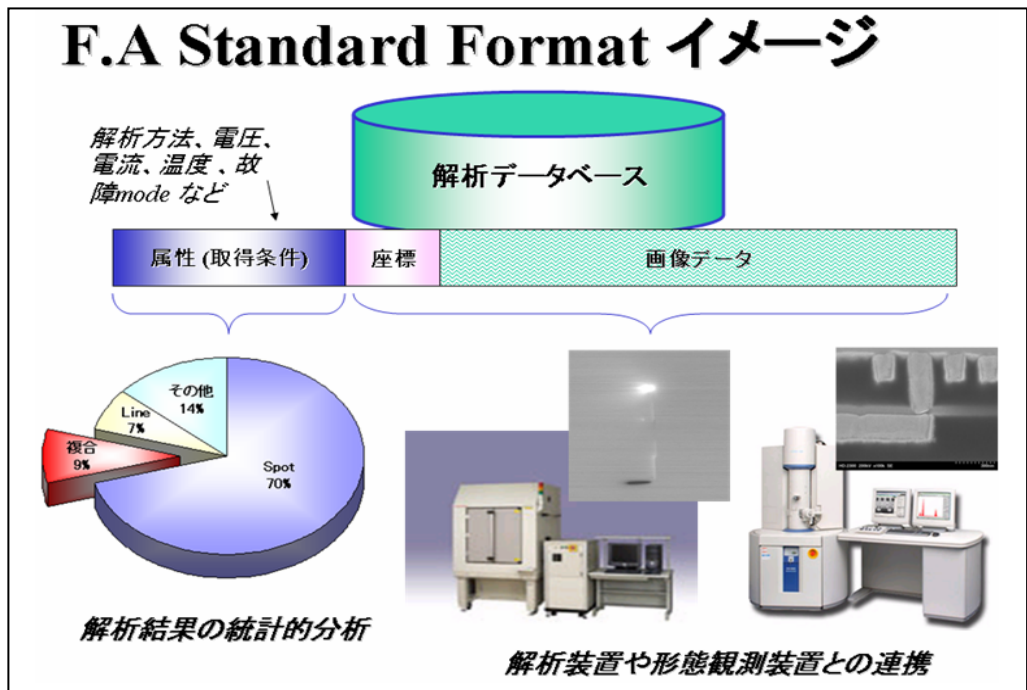 F.A Standard Format イメージ
解析方法、電圧、
電流、温度、故
障mode など
解析データベース
属性 (取得条件)
座標
画像データ
その他
14%
Line
7%
複合
9%
Spot
70%
解析結果の統計的分析
解析装置や形態観測装置との連携